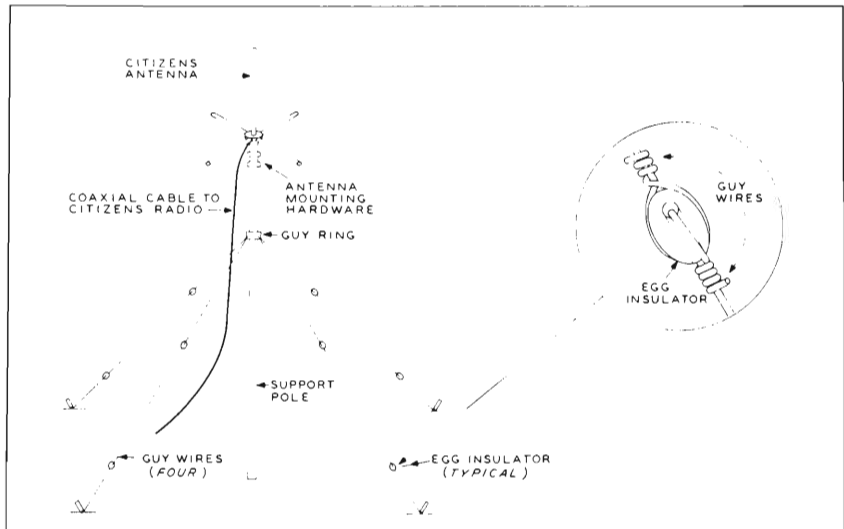 CITIZENS
ANTENNA
COAXIAL CABLE TO
CITIZENS RADIO
ANTENNA
MOUNTING
HARDWARE
GUY RING
GUY
WIRES
EGG
INSULATOR
SUPPORT
POLE
GUY WIRES
(FOUR)
EGG INSULATOR
(TYPICAL)